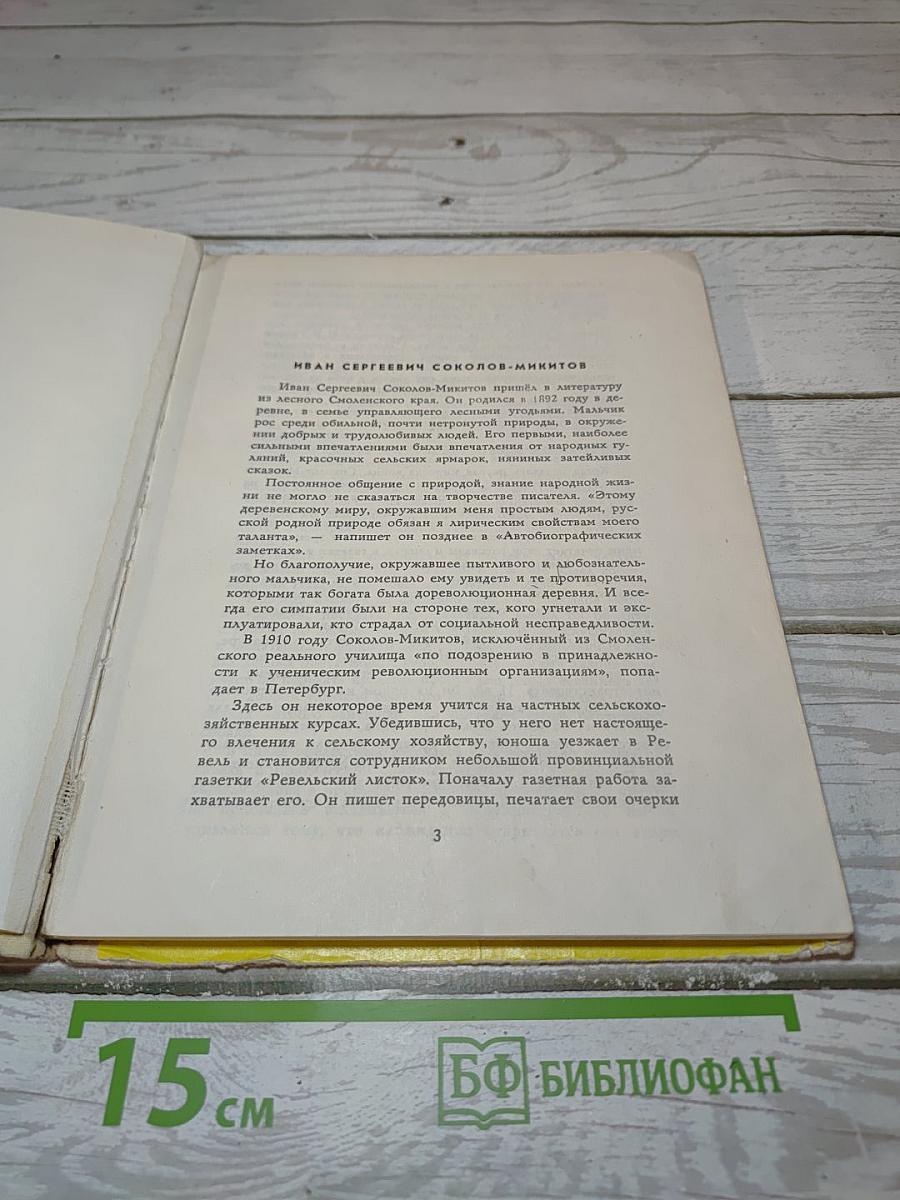 ИВАН СЕРГЕЕВИЧ СОКОЛОВ-МИКИТОВ
Иван Сергеевич Соколов-Микитов пришёл в литературу
из лесного Смоленского края. Он родился в 1892 году в де-
ревне, в семье управляющего лесными угодьями. Мальчик
рос среди обильной, почти нетронутой природы, в окруже-
нии добрых и трудолюбивых людей. Его первыми, наиболее
сильными впечатлениями были впечатления от народных гу-
ляний, красочных сельских ярмарок, няниных затейливых
сказок.
Постоянное общение с природой, знание народной жиз-
ни не могло не сказаться на творчестве писателя. «Этому
деревенскому миру, окружавшим меня простым людям, рус-
ской родной природе обязан я лирическим свойствам моего
таланта», — напишет он позднее в «Автобиографических
заметках».
Но благополучие, окружавшее пытливого и любознатель-
ного мальчика, не помешало ему увидеть и те противоречия,
которыми так богата была дореволюционная деревня. И все-
гда его симпатии были на стороне тех, кого угнетали и экс-
плуатировали, кто страдал от социальной несправедливости.
В 1910 году Соколов-Микитов, исключённый из Смолен-
ского реального училища «по подозрению в принадлежно-
сти к ученическим революционным организациям», попа-
дает в Петербург.
Здесь он некоторое время учится на частных сельскохо-
зяйственных курсах. Убедившись, что у него нет настояще-
го влечения к сельскому хозяйству, юноша уезжает в Ре-
вель и становится сотрудником небольшой провинциальной
газетки «Ревельский листок». Поначалу газетная работа за-
хватывает его. Он пишет передовицы, печатает свои очерки
3
15 см
БФ БИБЛИОФАН